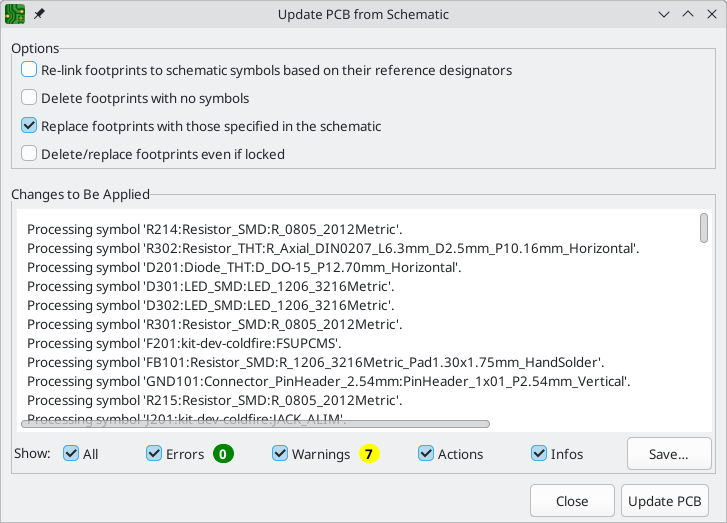 Update PCB from Schematic
Options
Re-link footprints to schematic symbols based on their reference designators
Delete footprints with no symbols
Replace footprints with those specified in the schematic
Delete/replace footprints even if locked
Changes to Be Applied
Processing symbol 'R214:Resistor_SMD:R_0805_2012Metric'.
Processing symbol 'R302:Resistor_THT:R_Axial_DIN0207_L6.3mm_D2.5mm_P10.16mm_Horizontal'.
Processing symbol 'D201:Diode_THT:D_DO-15_P12.70mm_Horizontal'.
Processing symbol 'D301:LED_SMD:LED_1206_3216Metric'.
Processing symbol 'D302:LED_SMD:LED_1206_3216Metric'.
Processing symbol 'R301:Resistor_SMD:R_0805_2012Metric'.
Processing symbol 'F201:kit-dev-coldfire:FSUPCMS'.
Processing symbol 'FB101:Resistor_SMD:R_1206_3216Metric_Pad1.30x1.75mm_HandSolder'.
Processing symbol 'GND101:Connector_PinHeader_2.54mm:PinHeader_1x01_P2.54mm_Vertical'.
Processing symbol 'R215:Resistor_SMD:R_0805_2012Metric'.
Processing symbol 'J201:kit-dev-coldfire:JACK_ALIM'.
Show: All Errors 0 Warnings 7 Actions Infos Save...
Close Update PCB